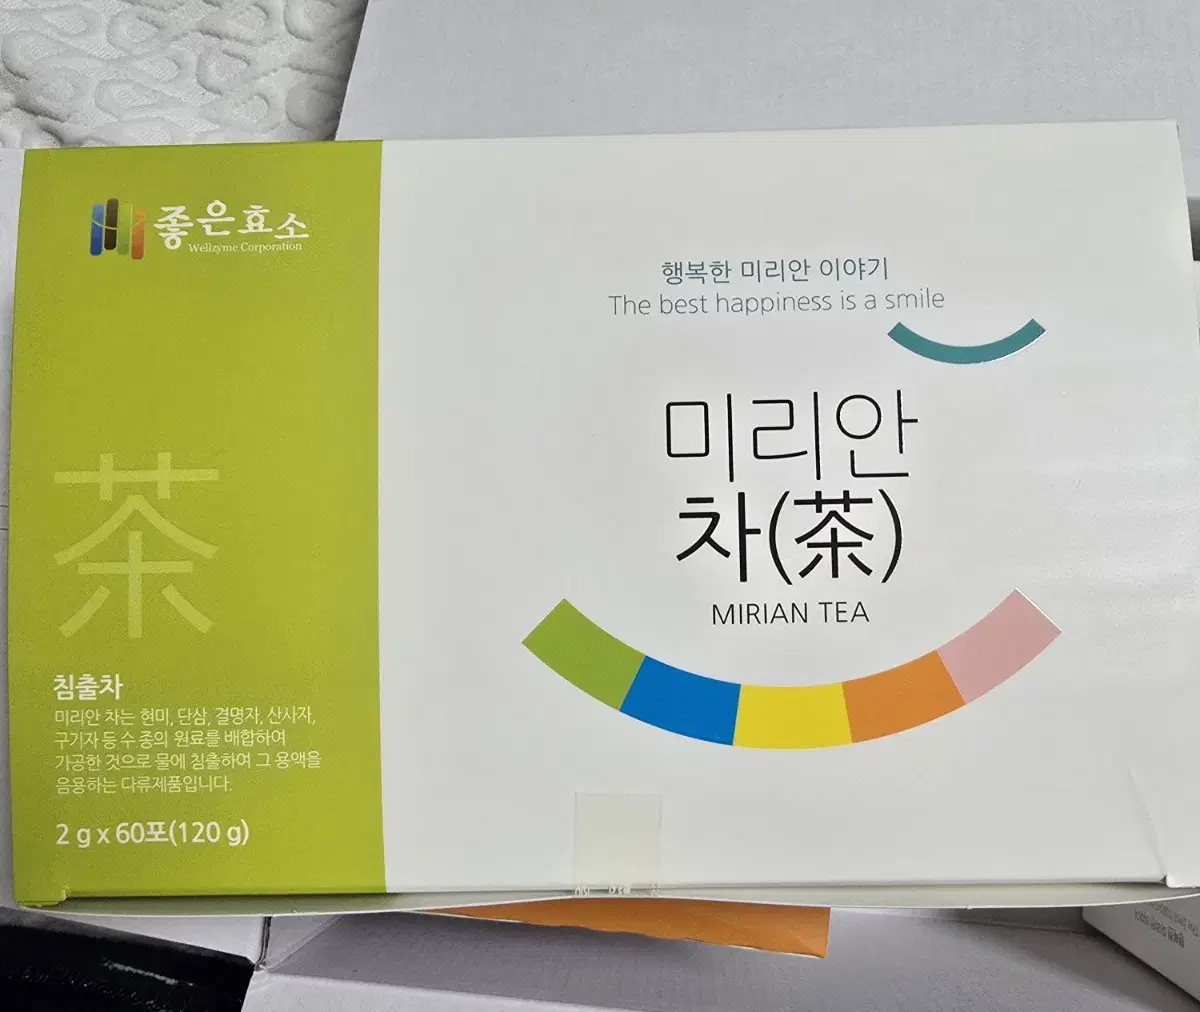 좋은효소
Wellzyme Corporation
행복한 미리안 이야기
The best happiness is a smile
미리안
차(茶)
MIRIAN TEA
茶
침출차
미리안 차는 현미, 단삼, 결명자, 산사자,
구기자 등 수 종의 원료를 배합하여
가공한 것으로 물에 침출하여 그 용액을
음용하는 다류제품입니다.
2 g x 60포(120 g)